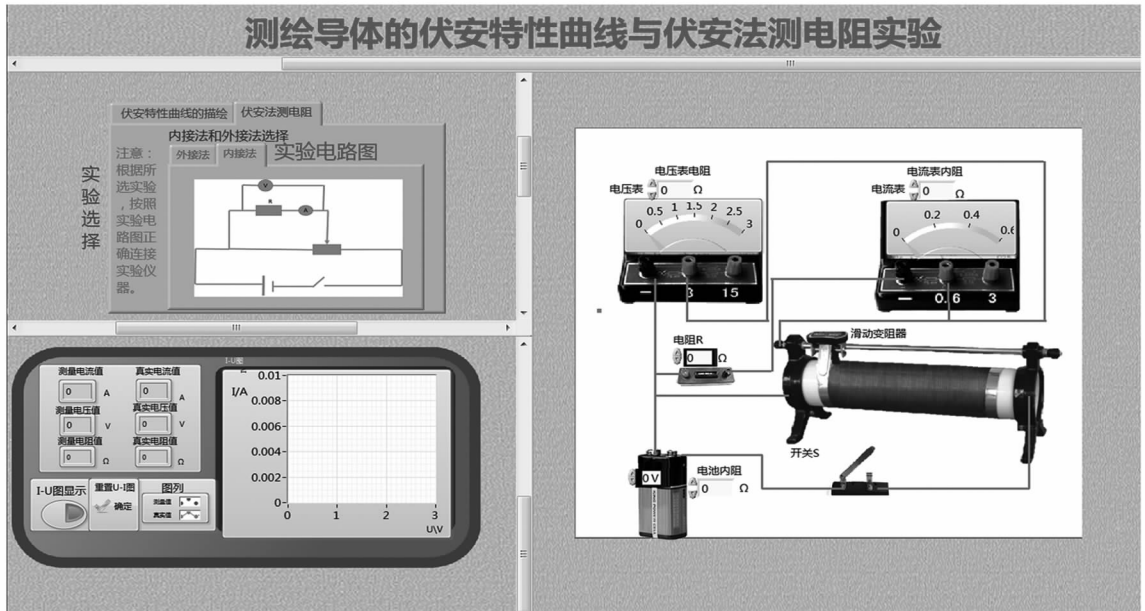 测绘导体的伏安特性曲线与伏安法测电阻实验
伏安特性曲线的描绘 伏安法测电阻
内接法和外接法选择
外接法 内接法 实验电路图
实验选择
注意：
根据所
选实验
，按照
实验电
路图正
确连接
实验仪
器。
V
R
A
电压表电阻
电压表 0 Ω
0 0.5 1 1.5 2 2.5 3
3 15
电流表内阻
电流表 0 Ω
0 0.2 0.4 0.6
0.6 3
电阻R
0 Ω
滑动变阻器
开关S
0V
电池内阻
0 Ω
测量电流值 真实电流值
0 A 0 A
测量电压值 真实电压值
0 V 0 V
测量电阻值 真实电阻值
0 Ω 0 Ω
I-U图显示
重置U-I图
确定
图列
测量值
真实值
I-U图
I/A
0.01
0.008
0.006
0.004
0.002
0
0 1 2 3
U\V